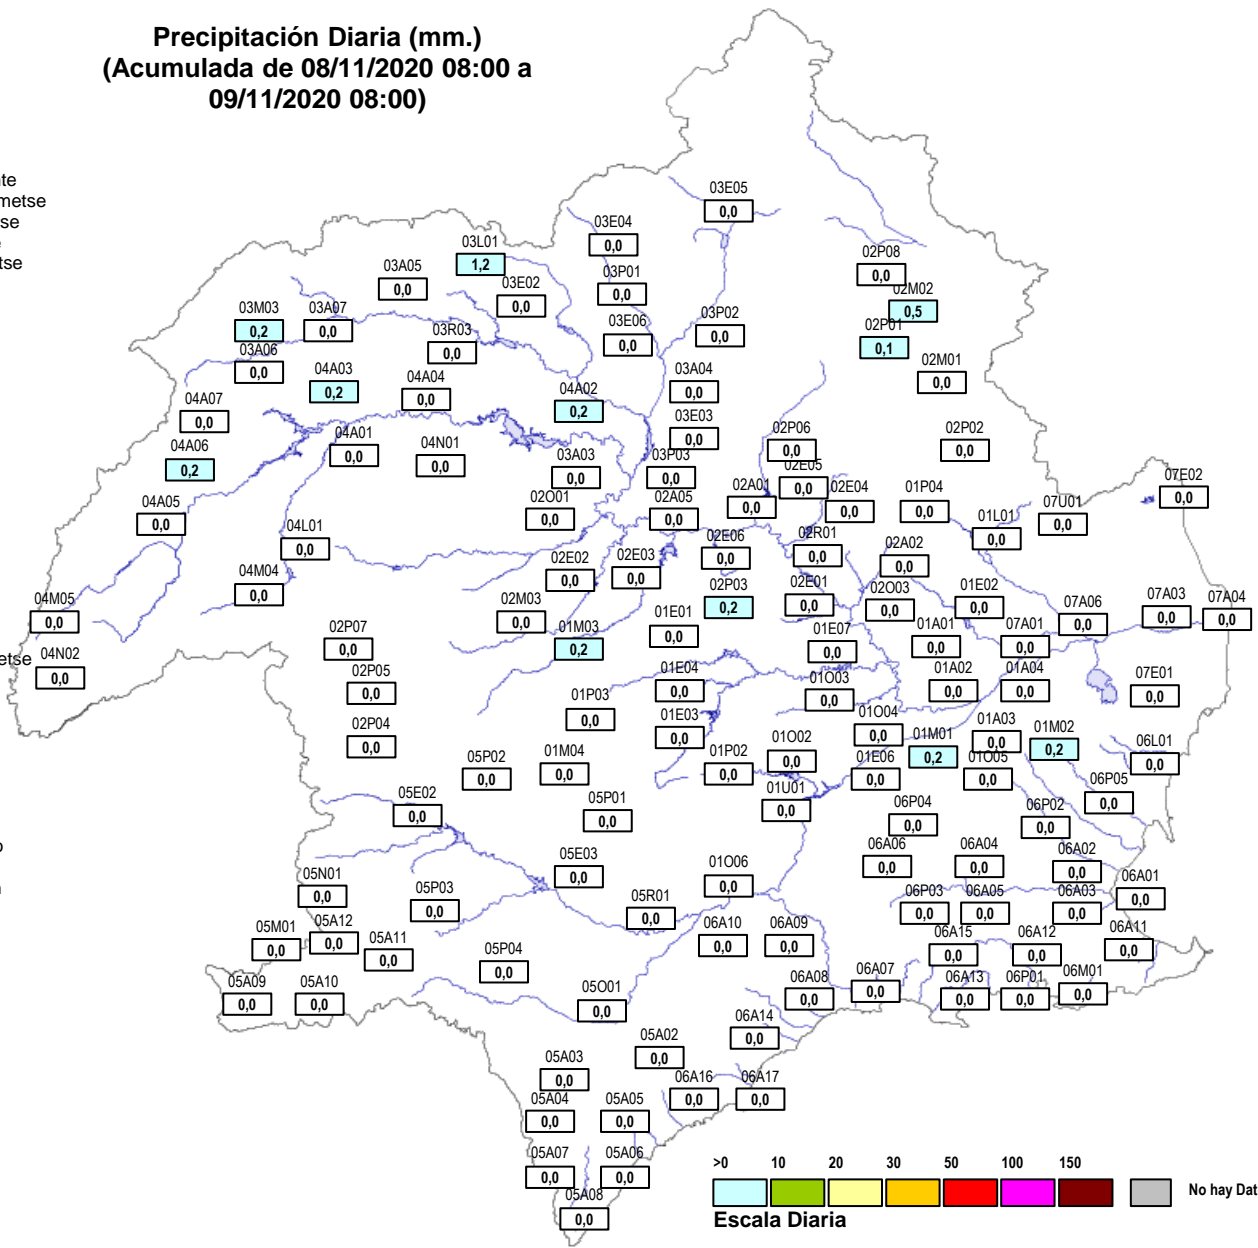 Precipitación Diaria (mm.)
(Acumulada de 08/11/2020 08:00 a
09/11/2020 08:00)
te
metse
se
tse
03E05
0,0
03E04
0,0
03L01
1,2
02P08
0,0
03A05
0,0
03P01
0,0
03E02
0,0
02M02
0,5
03M03
0,2
03A07
0,0
03P02
0,0
03E06
0,0
03R03
0,0
02P01
0,1
03A06
0,0
04A03
0,2
02M01
0,0
04A04
0,0
03A04
0,0
04A02
0,2
04A07
0,0
03E03
0,0
04A01
0,0
04N01
0,0
02P06
0,0
02P02
0,0
04A06
0,2
03A03
0,0
03P03
0,0
02E05
0,0
07E02
0,0
04A05
0,0
02O01
0,0
02A05
0,0
02A01
0,0
02E04
0,0
01P04
0,0
07U01
0,0
01L01
0,0
04L01
0,0
02E06
0,0
02R01
0,0
02A02
0,0
02E02
0,0
02E03
0,0
04M04
0,0
02P03
0,2
02E01
0,0
02O03
0,0
01E02
0,0
04M05
0,0
02M03
0,0
01E01
0,0
07A06
0,0
07A03
0,0
07A04
0,0
02P07
0,0
01M03
0,2
01E07
0,0
01A01
0,0
07A01
0,0
etse
04N02
0,0
02P05
0,0
01E04
0,0
01O03
0,0
01A02
0,0
01A04
0,0
07E01
0,0
01P03
0,0
02P04
0,0
01E03
0,0
01O04
0,0
01M01
0,2
01A03
0,0
01M02
0,2
05P02
0,0
01M04
0,0
01P02
0,0
01O02
0,0
01E06
0,0
01O05
0,0
06L01
0,0
05E02
0,0
05P01
0,0
01U01
0,0
06P04
0,0
06P02
0,0
06P05
0,0
o
05E03
0,0
01O06
0,0
06A06
0,0
06A04
0,0
06A02
0,0
05N01
0,0
05P03
0,0
05R01
0,0
06P03
0,0
06A05
0,0
06A03
0,0
06A01
0,0
05M01
0,0
05A12
0,0
05A11
0,0
06A10
0,0
06A09
0,0
06A15
0,0
06A12
0,0
06A11
0,0
05P04
0,0
05A09
0,0
05A10
0,0
05O01
0,0
06A08
0,0
06A07
0,0
06A13
0,0
06P01
0,0
06M01
0,0
06A14
0,0
05A02
0,0
05A03
0,0
06A16
0,0
06A17
0,0
05A04
0,0
05A05
0,0
05A07
0,0
05A06
0,0
05A08
0,0
>0 10 20 30 50 100 150
No hay Dat
Escala Diaria